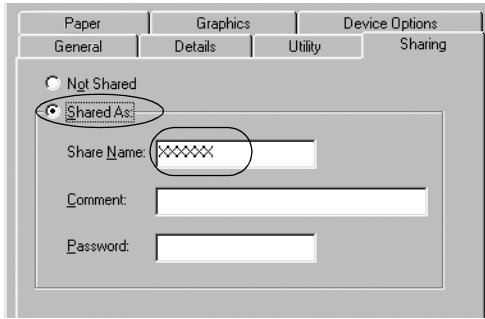 Paper Graphics Device Options
General Details Utility Sharing
Not Shared
Shared As:
Share Name: XXXXXX
Comment:
Password: